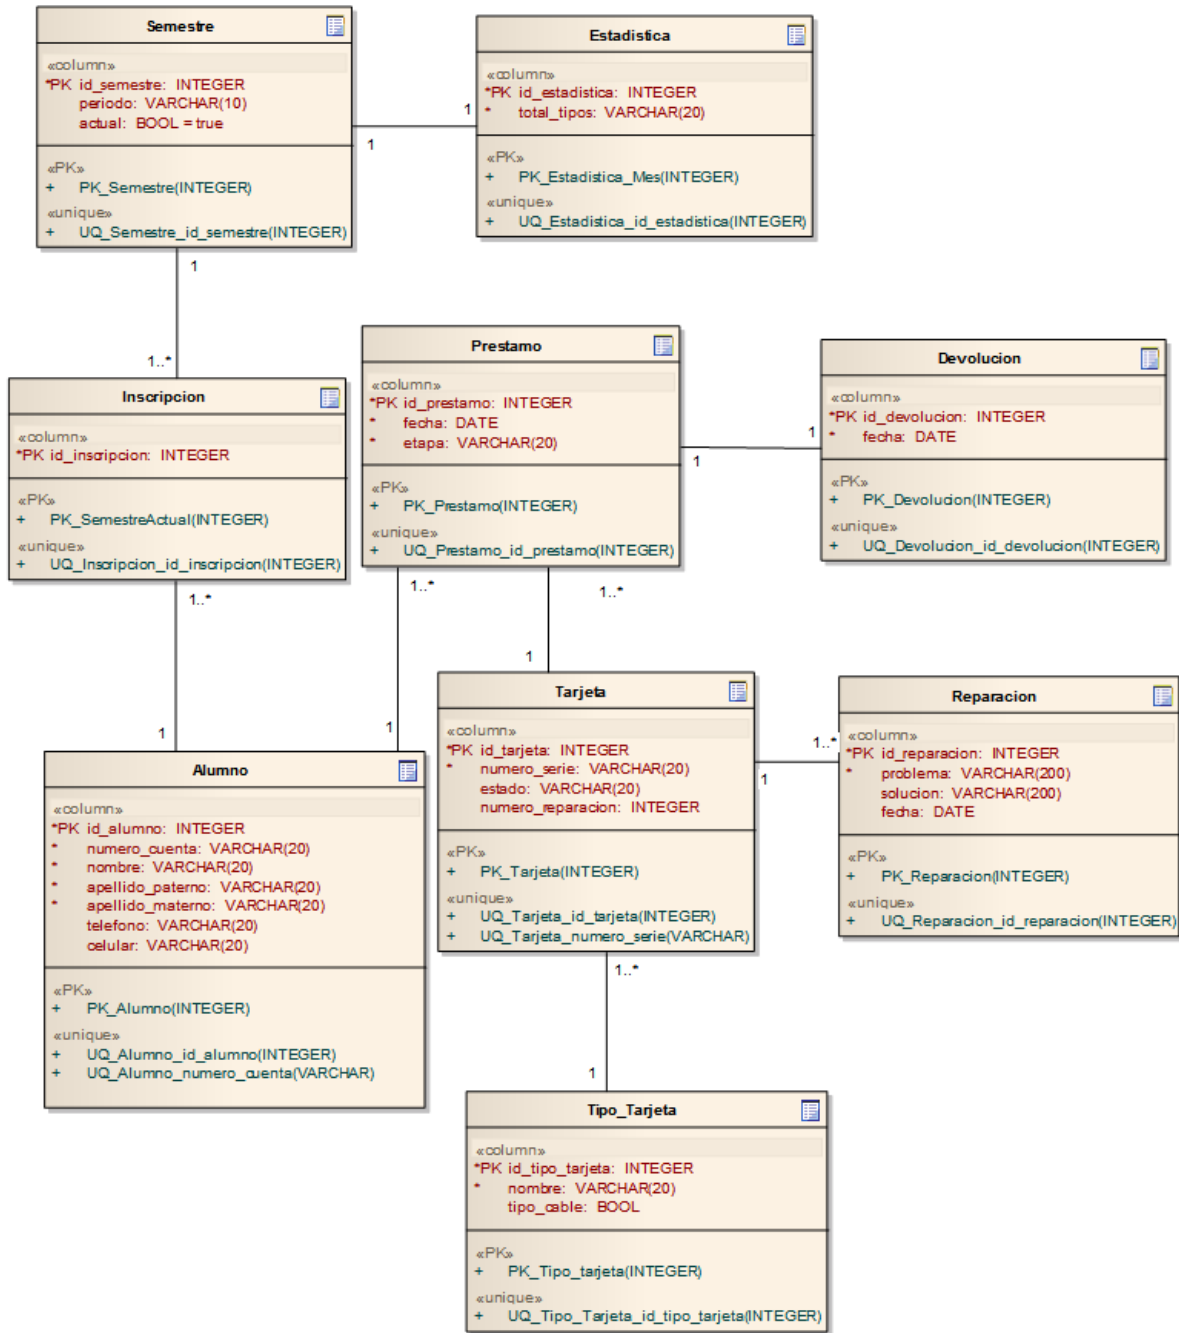 Semestre
«column»
*PK id_semestre: INTEGER
periodo: VARCHAR(10)
actual: BOOL = true
«PK»
+ PK_Semestre(INTEGER)
«unique»
+ UQ_Semestre_id_semestre(INTEGER)
1
1
Estadistica
«column»
*PK id_estadistica: INTEGER
* total_tipos: VARCHAR(20)
«PK»
+ PK_Estadistica_Mes(INTEGER)
«unique»
+ UQ_Estadistica_id_estadistica(INTEGER)
1
1..*
Inscripcion
«column»
*PK id_inscripcion: INTEGER
«PK»
+ PK_SemestreActual(INTEGER)
«unique»
+ UQ_Inscripcion_id_inscripcion(INTEGER)
1..*
1
Prestamo
«column»
*PK id_prestamo: INTEGER
* fecha: DATE
* etapa: VARCHAR(20)
«PK»
+ PK_Prestamo(INTEGER)
«unique»
+ UQ_Prestamo_id_prestamo(INTEGER)
1
1
Devolucion
«column»
*PK id_devolucion: INTEGER
* fecha: DATE
«PK»
+ PK_Devolucion(INTEGER)
«unique»
+ UQ_Devolucion_id_devolucion(INTEGER)
1..*
1..*
1
1
Alumno
«column»
*PK id_alumno: INTEGER
* numero_cuenta: VARCHAR(20)
* nombre: VARCHAR(20)
* apellido_paterno: VARCHAR(20)
* apellido_materno: VARCHAR(20)
telefono: VARCHAR(20)
celular: VARCHAR(20)
«PK»
+ PK_Alumno(INTEGER)
«unique»
+ UQ_Alumno_id_alumno(INTEGER)
+ UQ_Alumno_numero_cuenta(VARCHAR)
Tarjeta
«column»
*PK id_tarjeta: INTEGER
* numero_serie: VARCHAR(20)
estado: VARCHAR(20)
numero_reparacion: INTEGER
«PK»
+ PK_Tarjeta(INTEGER)
«unique»
+ UQ_Tarjeta_id_tarjeta(INTEGER)
+ UQ_Tarjeta_numero_serie(VARCHAR)
1..*
1
Reparacion
«column»
*PK id_reparacion: INTEGER
* problema: VARCHAR(200)
solucion: VARCHAR(200)
fecha: DATE
«PK»
+ PK_Reparacion(INTEGER)
«unique»
+ UQ_Reparacion_id_reparacion(INTEGER)
1..*
1
Tipo_Tarjeta
«column»
*PK id_tipo_tarjeta: INTEGER
* nombre: VARCHAR(20)
tipo_cable: BOOL
«PK»
+ PK_Tipo_tarjeta(INTEGER)
«unique»
+ UQ_Tipo_Tarjeta_id_tipo_tarjeta(INTEGER)